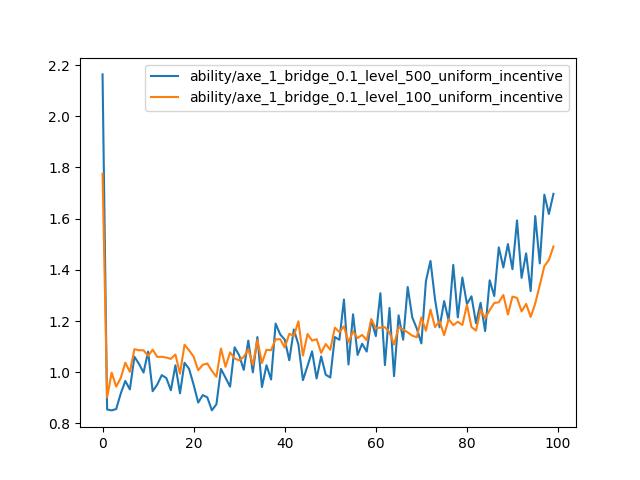 ability/axe_1_bridge_0.1_level_500_uniform_incentive
ability/axe_1_bridge_0.1_level_100_uniform_incentive
2.2
2.0
1.8
1.6
1.4
1.2
1.0
0.8
0 20 40 60 80 100